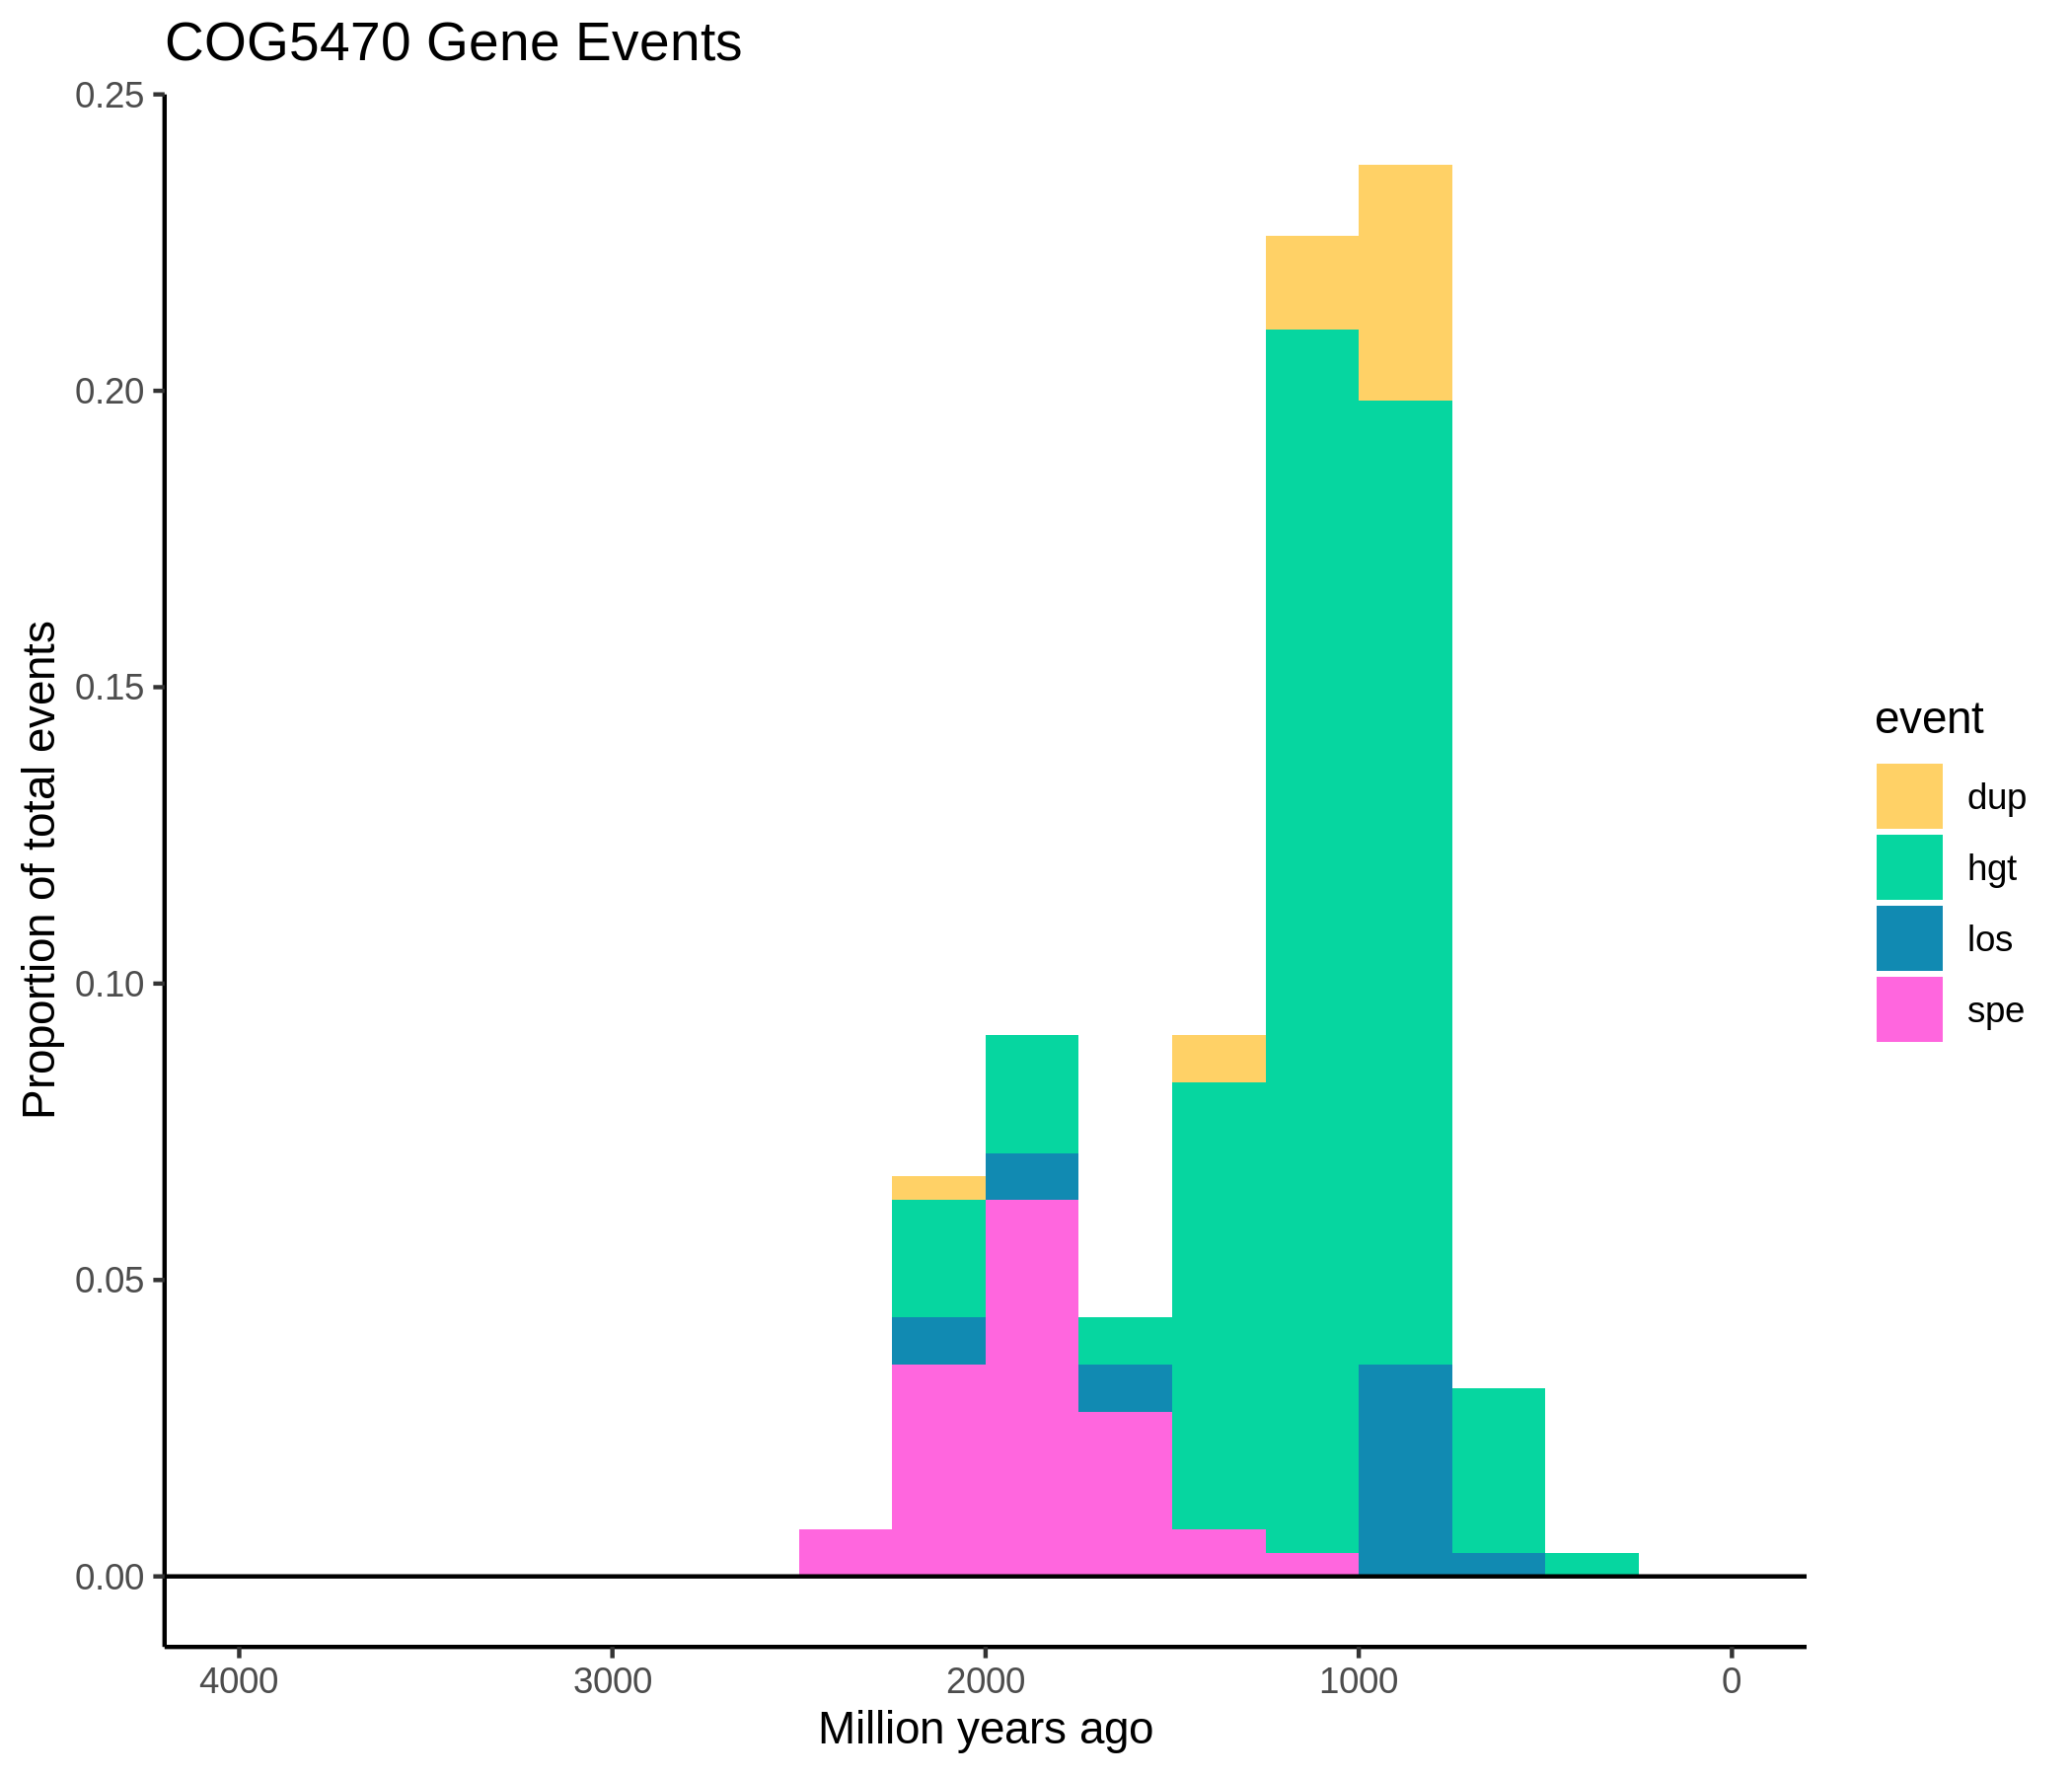 COG5470 Gene Events
0.25
0.20
0.15
0.10
0.05
0.00
Proportion of total events
4000 3000 2000 1000 0
Million years ago
event
dup
hgt
los
spe